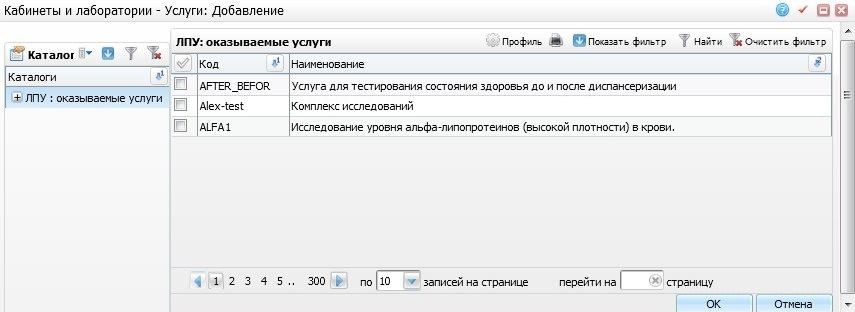 Кабинеты и лаборатории - Услуги: Добавление
Каталог
Каталоги
ЛПУ : оказываемые услуги
ЛПУ: оказываемые услуги
Профиль Показать фильтр Найти Очистить фильтр
Код Наименование
AFTER_BEFOR Услуга для тестирования состояния здоровья до и после диспансеризации
Alex-test Комплекс исследований
ALFA1 Исследование уровня альфа-липопротеинов (высокой плотности) в крови.
1 2 3 4 5 .. 300 по 10 записей на странице перейти на страницу
OK Отмена